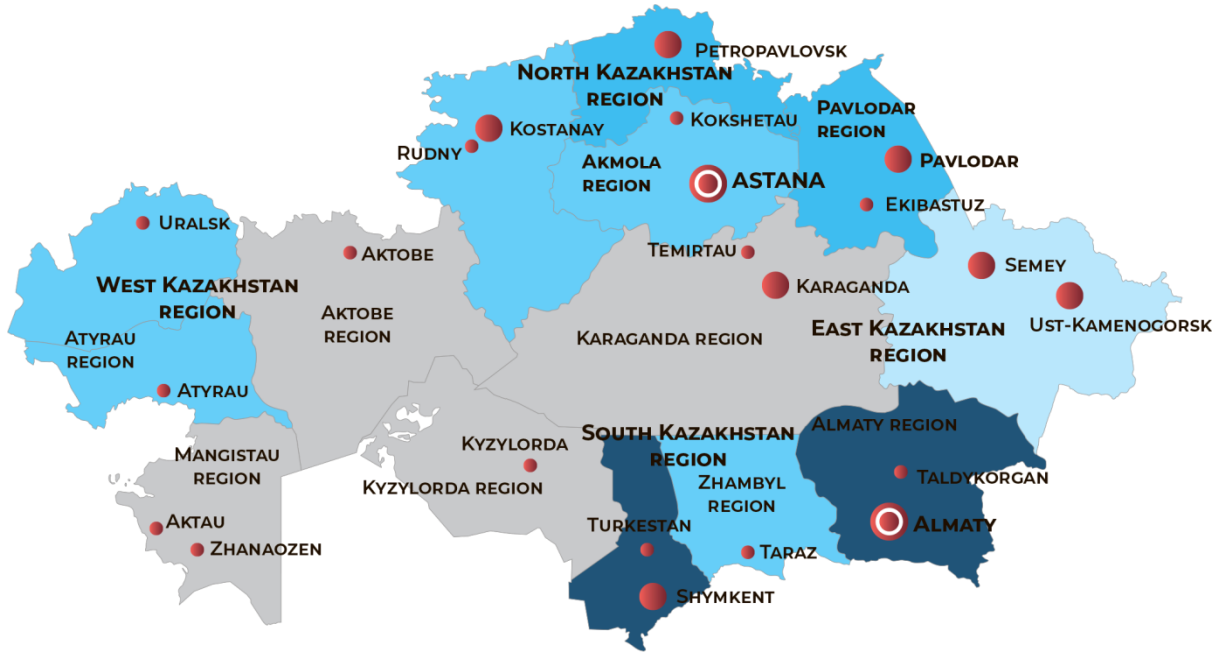 Petropavlovsk
North Kazakhstan
Region
Pavlodar
Region
Kokshetau
Kostanay
Rudny
Akmola
Region
Pavlodar
ASTANA
Ekibastuz
Uralsk
Aktobe
Temirtau
Semey
West Kazakhstan
Region
Karaganda
Aktobe
Region
Ust-Kamenogorsk
East Kazakhstan
Region
Atyrau
Region
Karaganda Region
Atyrau
South Kazakhstan
Region
Almaty Region
Kyzylorda
Mangistau
Region
Kyzylorda Region
Zhambyl
Region
Taldykorgan
Aktau
Turkestan
Almaty
Zhanaozen
Taraz
Shymkent